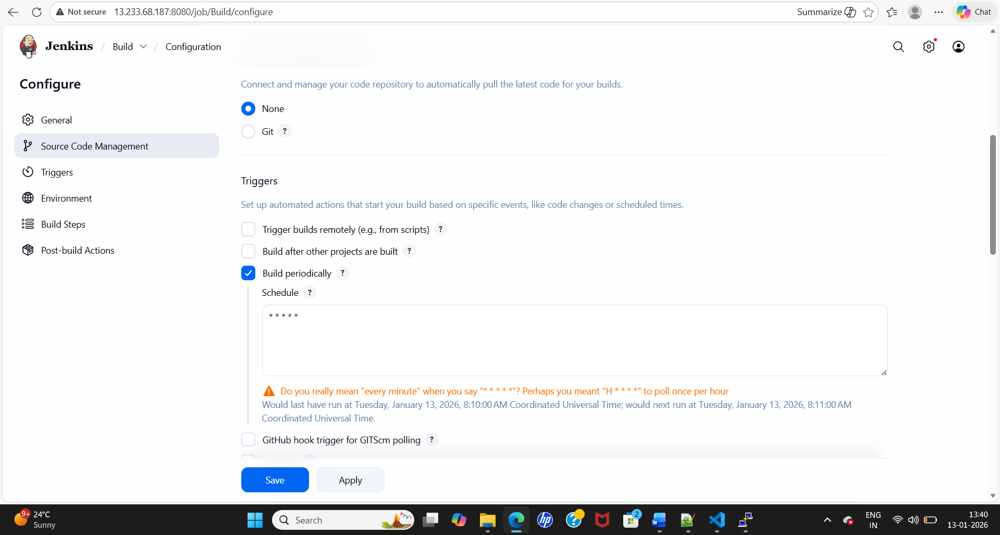 Not secure 13.233.68.187:8080/job/Build/configure Summarize Chat
Jenkins / Build / Configuration
Configure
General
Source Code Management
Triggers
Environment
Build Steps
Post-build Actions
Connect and manage your code repository to automatically pull the latest code for your builds.
None
Git ?
Triggers
Set up automated actions that start your build based on specific events, like code changes or scheduled times.
Trigger builds remotely (e.g., from scripts) ?
Build after other projects are built ?
Build periodically ?
Schedule ?
* * * * *
Do you really mean "every minute" when you say "* * * * *"? Perhaps you meant "H * * * *" to poll once per hour
Would last have run at Tuesday, January 13, 2026, 8:10:00 AM Coordinated Universal Time; would next run at Tuesday, January 13, 2026, 8:11:00 AM
Coordinated Universal Time.
GitHub hook trigger for GITScm polling ?
Save Apply
9+ 24°C
Sunny
Search
hp
?
2
W
ENG
IN
13:40
13-01-2026